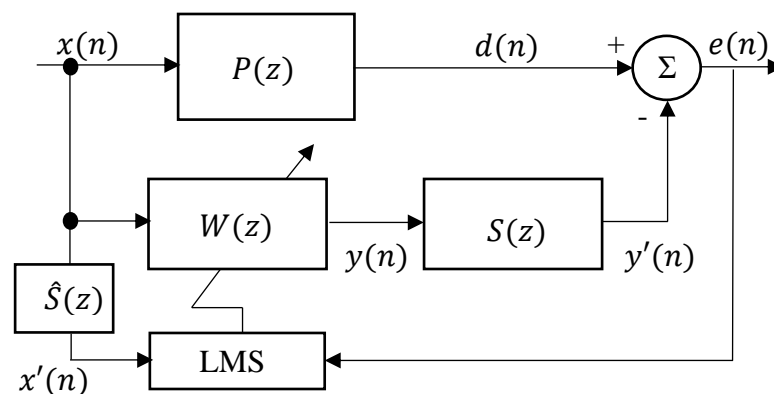 x(n)
P(z)
d(n)
+
Σ
e(n)
-
W(z)
y(n)
S(z)
y′(n)
Ŝ(z)
x′(n)
LMS